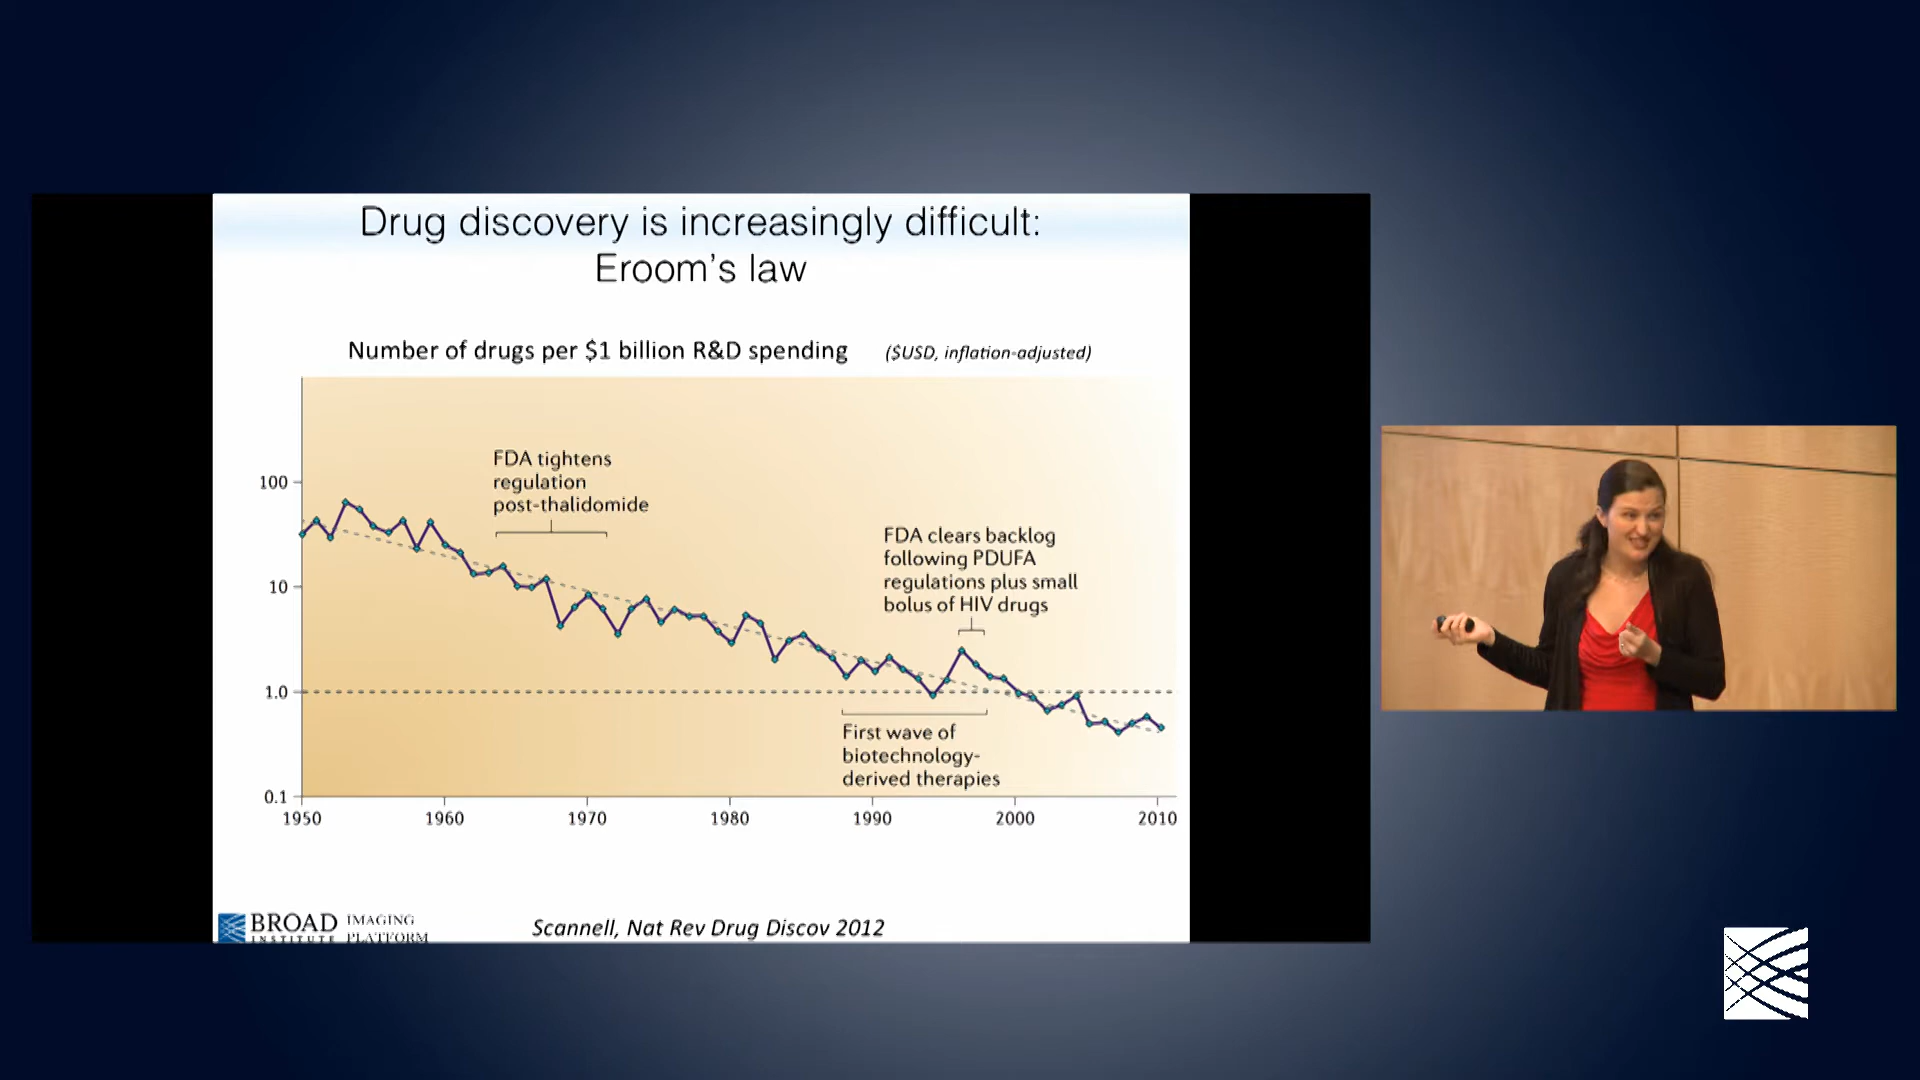 Drug discovery is increasingly difficult:
Eroom's law
Number of drugs per $1 billion R&D spending ($USD, inflation-adjusted)
FDA tightens
regulation
post-thalidomide
FDA clears backlog
following PDUFA
regulations plus small
bolus of HIV drugs
First wave of
biotechnology-
derived therapies
100
10
1.0
0.1
1950 1960 1970 1980 1990 2000 2010
BROAD
INSTITUTE
IMAGING
PLATFORM
Scannell, Nat Rev Drug Discov 2012